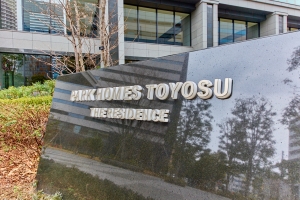 PARK HOMES TOYOSU
THE RESIDENCE